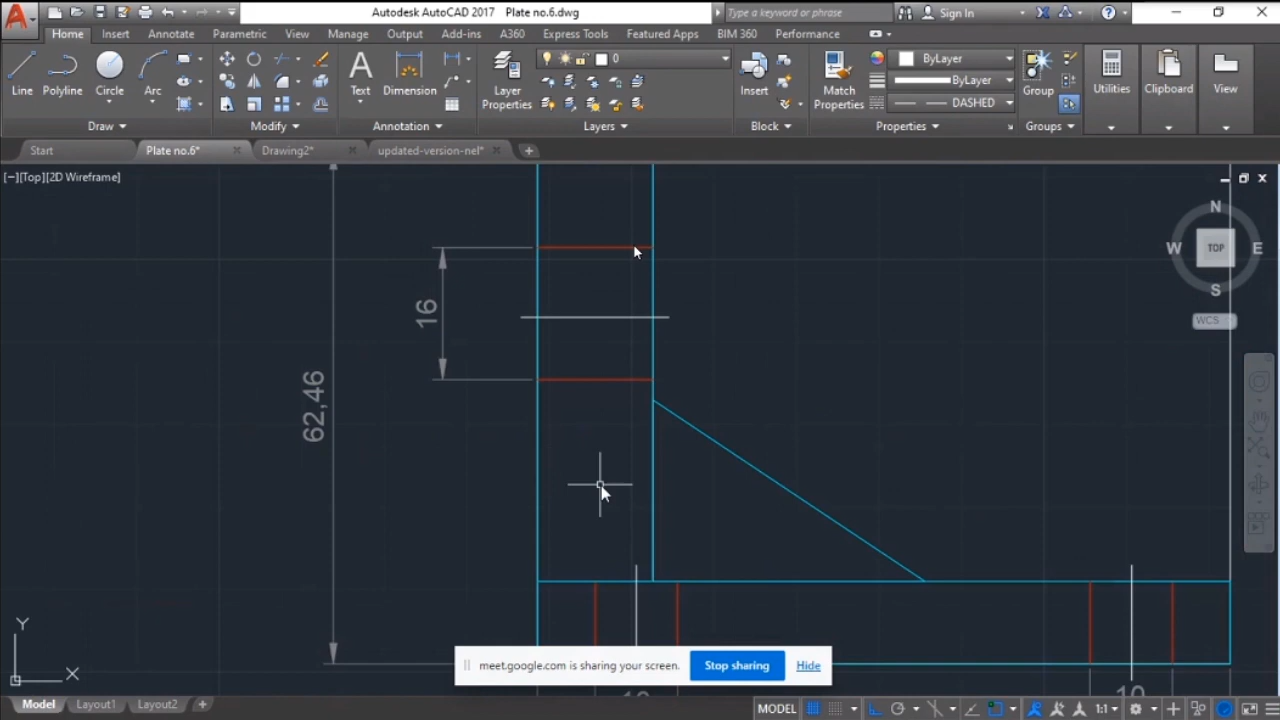 Autodesk AutoCAD 2017 Plate no.6.dwg
Type a keyword or phrase
Sign In
Home Insert Annotate Parametric View Manage Output Add-ins A360 Express Tools Featured Apps BIM 360 Performance
Line
Polyline
Circle
Arc
Text
Dimension
Layer
Properties
0
Insert
Match
Properties
ByLayer
ByLayer
DASHED
Group
Utilities
Clipboard
View
Draw Modify Annotation Layers Block Properties Groups
Start Plate no.6* Drawing2* updated-version-nel*
[−][Top][2D Wireframe]
N
W TOP E
S
WCS
16
62,46
Y
X
meet.google.com is sharing your screen. Stop sharing Hide
10
Model Layout1 Layout2
MODEL 1:1